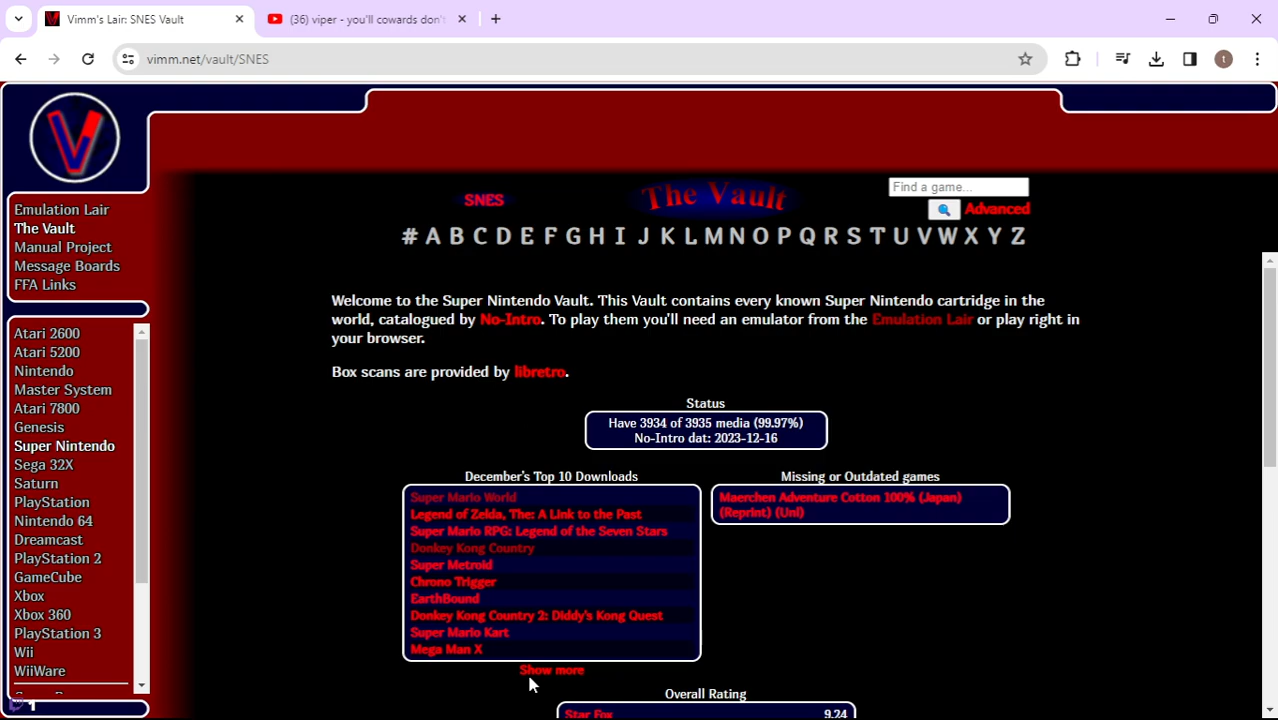 Vimm's Lair: SNES Vault
(36) viper - you'll cowards don't
vimm.net/vault/SNES
t
V
Emulation Lair
The Vault
Manual Project
Message Boards
FFA Links
Atari 2600
Atari 5200
Nintendo
Master System
Atari 7800
Genesis
Super Nintendo
Sega 32X
Saturn
PlayStation
Nintendo 64
Dreamcast
PlayStation 2
GameCube
Xbox
Xbox 360
PlayStation 3
Wii
WiiWare
1
SNES
The Vault
Find a game...
Advanced
# A B C D E F G H I J K L M N O P Q R S T U V W X Y Z
Welcome to the Super Nintendo Vault. This Vault contains every known Super Nintendo cartridge in the
world, catalogued by No-Intro. To play them you'll need an emulator from the Emulation Lair or play right in
your browser.
Box scans are provided by libretro.
Status
Have 3934 of 3935 media (99.97%)
No-Intro dat: 2023-12-16
December's Top 10 Downloads
Super Mario World
Legend of Zelda, The: A Link to the Past
Super Mario RPG: Legend of the Seven Stars
Donkey Kong Country
Super Metroid
Chrono Trigger
EarthBound
Donkey Kong Country 2: Diddy's Kong Quest
Super Mario Kart
Mega Man X
Show more
Missing or Outdated games
Maerchen Adventure Cotton 100% (Japan)
(Reprint) (Unl)
Overall Rating
Star Fox 9.24